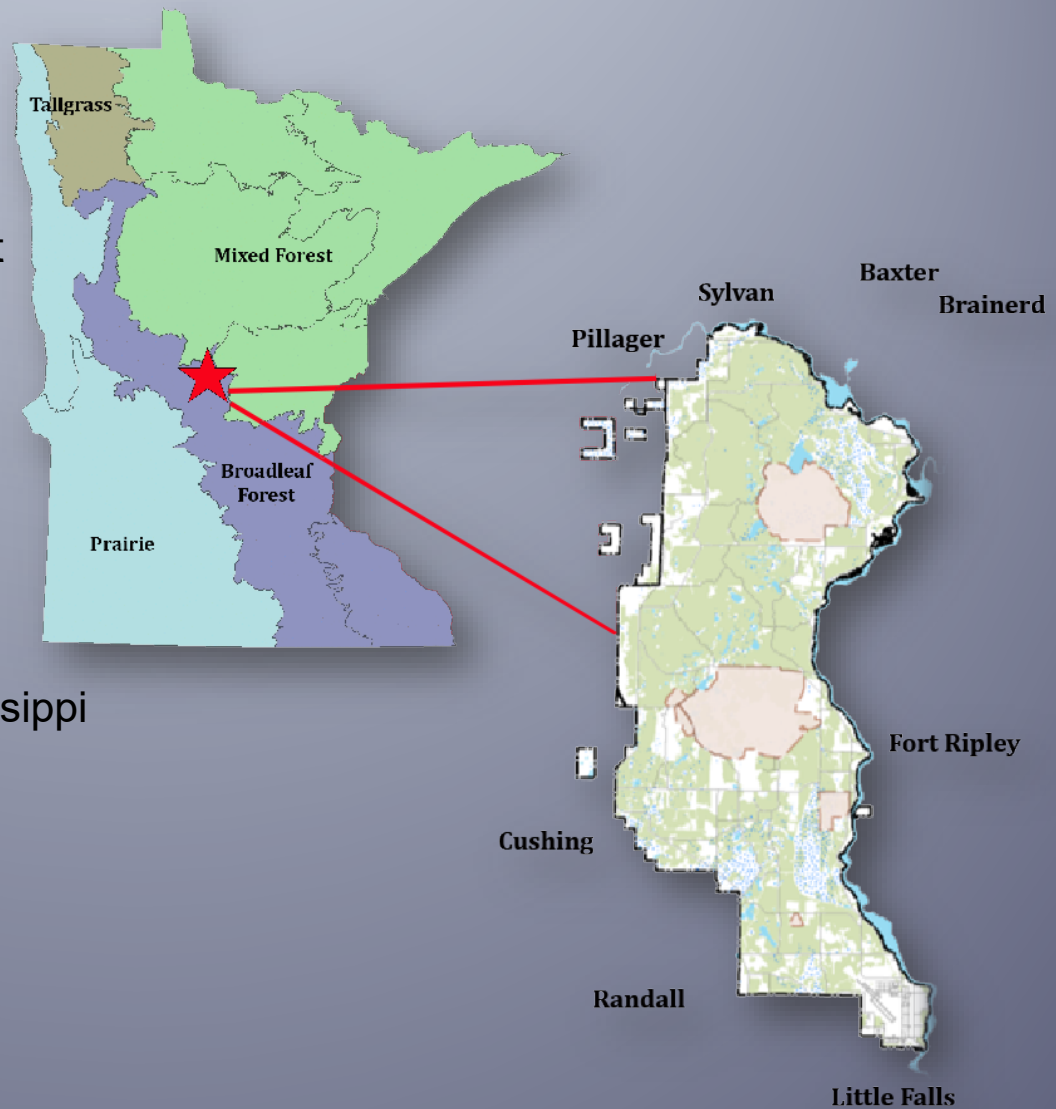 Tallgrass
t
Mixed Forest
Baxter
Sylvan
Brainerd
Pillager
Broadleaf
Forest
Prairie
sippi
Fort Ripley
Cushing
Randall
Little Falls